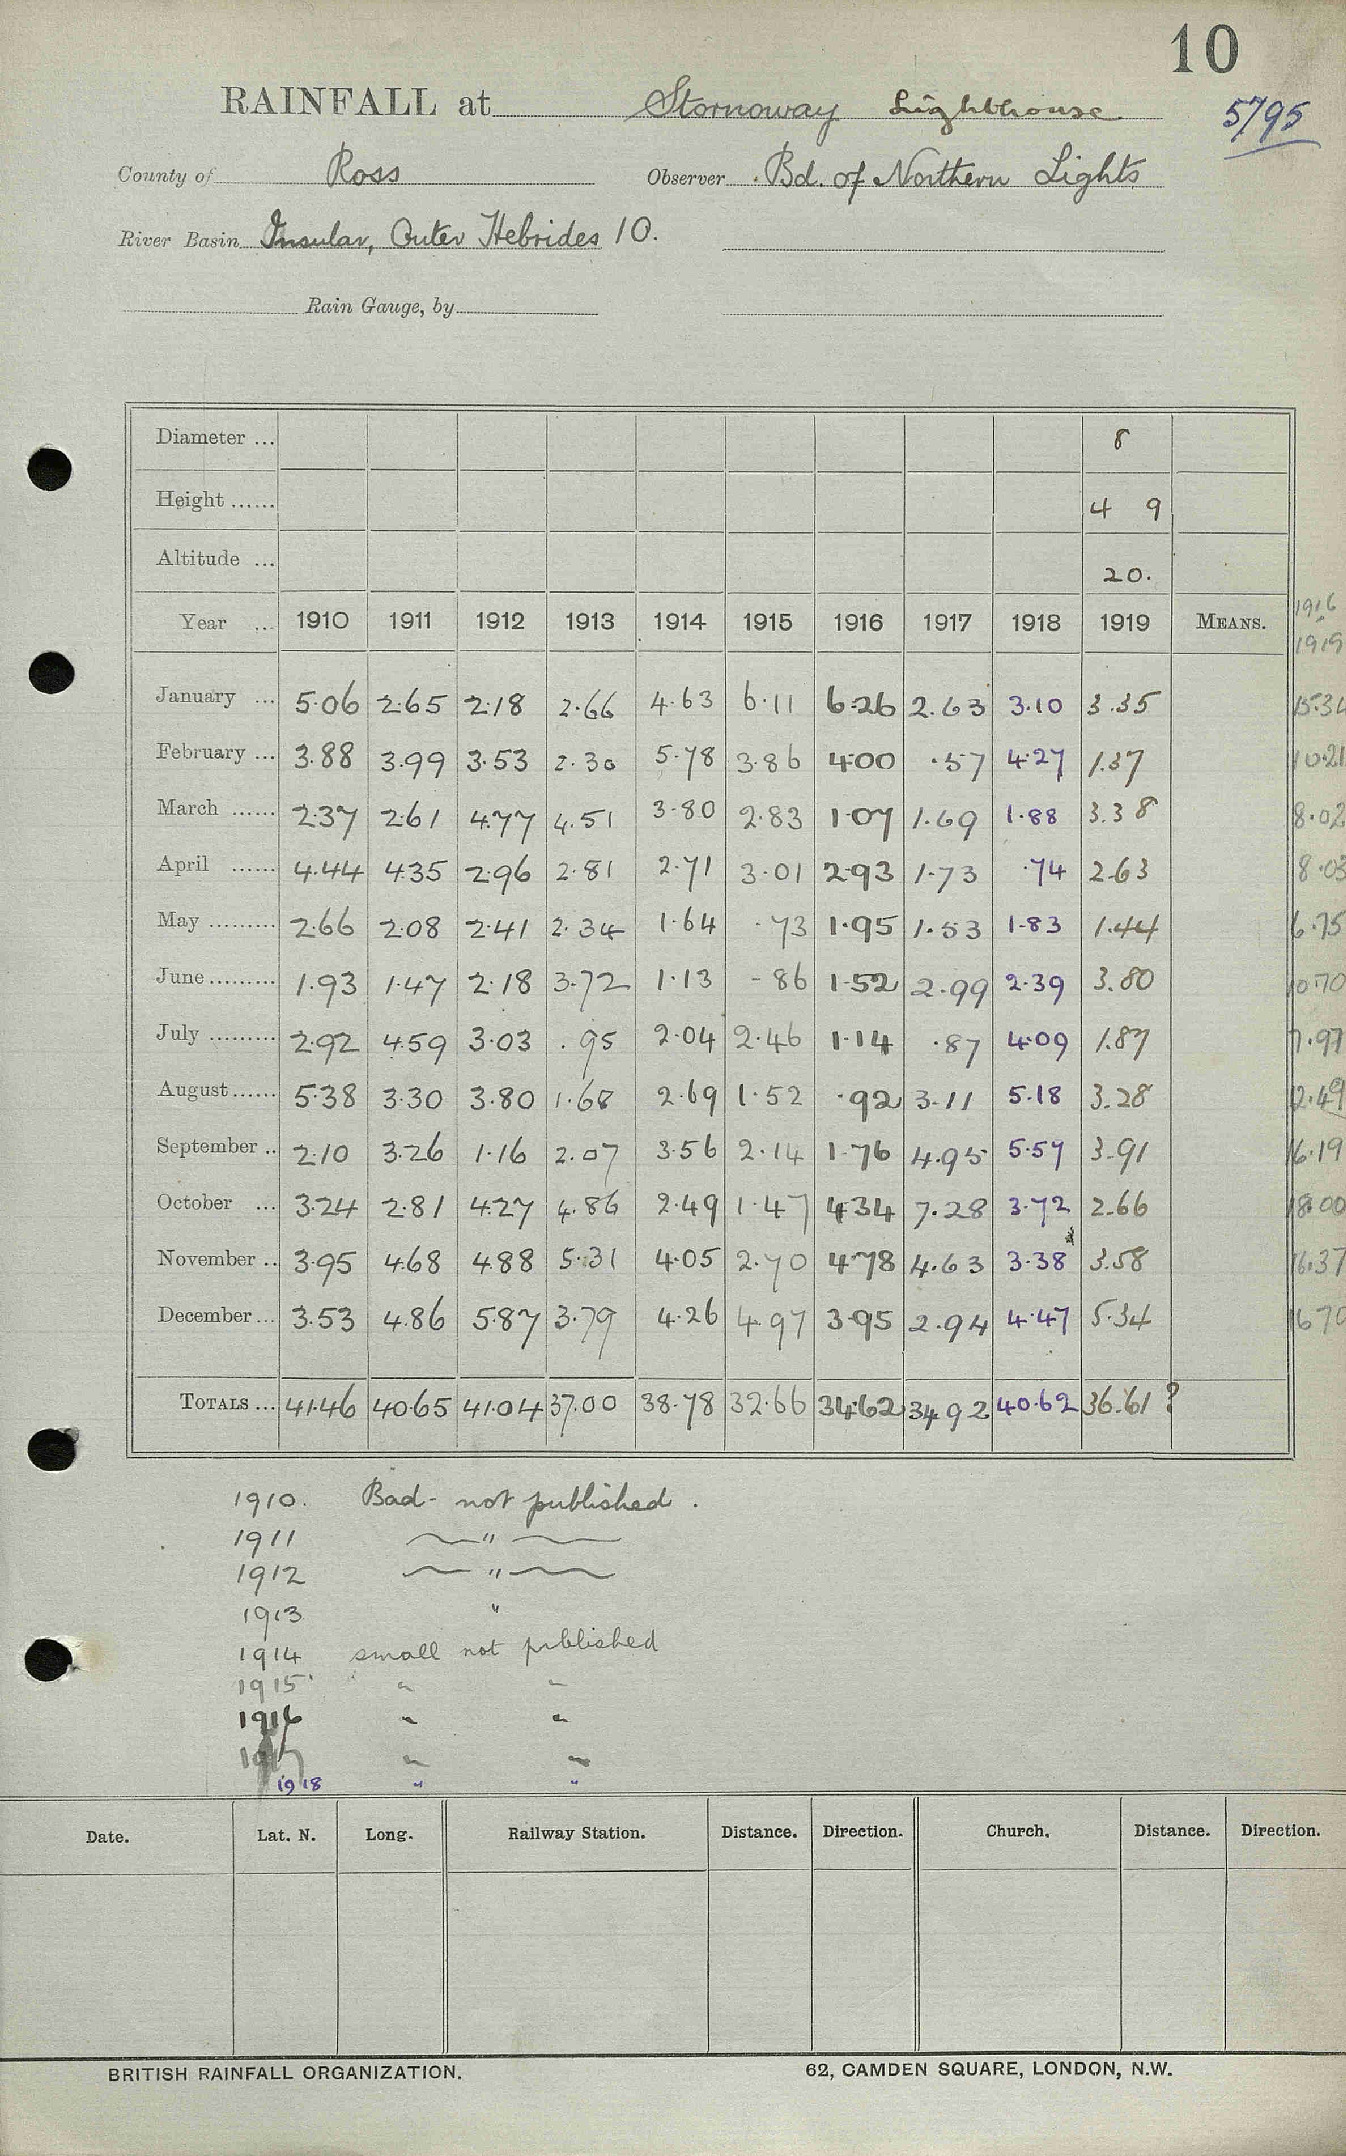 10
RAINFALL at Stornoway Lighthouse 5795
County of Ross Observer Bd. of Northern Lights
River Basin Insular, Outer Hebrides 10.
Rain Gauge, by
Diameter ... 8
Height ...... 4 9
Altitude ... 20.
Year ... 1910 1911 1912 1913 1914 1915 1916 1917 1918 1919 MEANS. 1916 - 1919
January ... 5.06 2.65 2.18 2.66 4.63 6.11 6.26 2.63 3.10 3.35 15.34
February ... 3.88 3.99 3.53 2.30 5.78 3.86 4.00 .57 4.27 1.37 10.21
March ...... 2.37 2.61 4.77 4.51 3.80 2.83 1.07 1.69 1.88 3.38 8.02
April ...... 4.44 4.35 2.96 2.81 2.71 3.01 2.93 1.73 .74 2.63 8.03
May ......... 2.66 2.08 2.41 2.34 1.64 .73 1.95 1.53 1.83 1.44 6.75
June ......... 1.93 1.47 2.18 3.72 1.13 .86 1.52 2.99 2.39 3.80 10.70
July ......... 2.92 4.59 3.03 .95 2.04 2.46 1.14 .87 4.09 1.87 7.97
August ...... 5.38 3.30 3.80 1.68 2.69 1.52 .92 3.11 5.18 3.28 12.49
September .. 2.10 3.26 1.16 2.07 3.56 2.14 1.76 4.95 5.57 3.91 16.19
October ... 3.24 2.81 4.27 4.86 2.49 1.47 4.34 7.28 3.72 2.66 18.00
November .. 3.95 4.68 4.88 5.31 4.05 2.70 4.78 4.63 3.38 3.58 16.37
December ... 3.53 4.86 5.87 3.79 4.26 4.97 3.95 2.94 4.47 5.34 16.70
TOTALS ... 41.46 40.65 41.04 37.00 38.78 32.66 34.62 34.92 40.62 36.61 ?
1910. Bad - not published.
1911 "
1912 "
1913 "
1914 small not published
1915 " "
1916 " "
1917 " "
1918 " "
Date. Lat. N. Long. Railway Station. Distance. Direction. Church. Distance. Direction.
BRITISH RAINFALL ORGANIZATION. 62, CAMDEN SQUARE, LONDON, N.W.